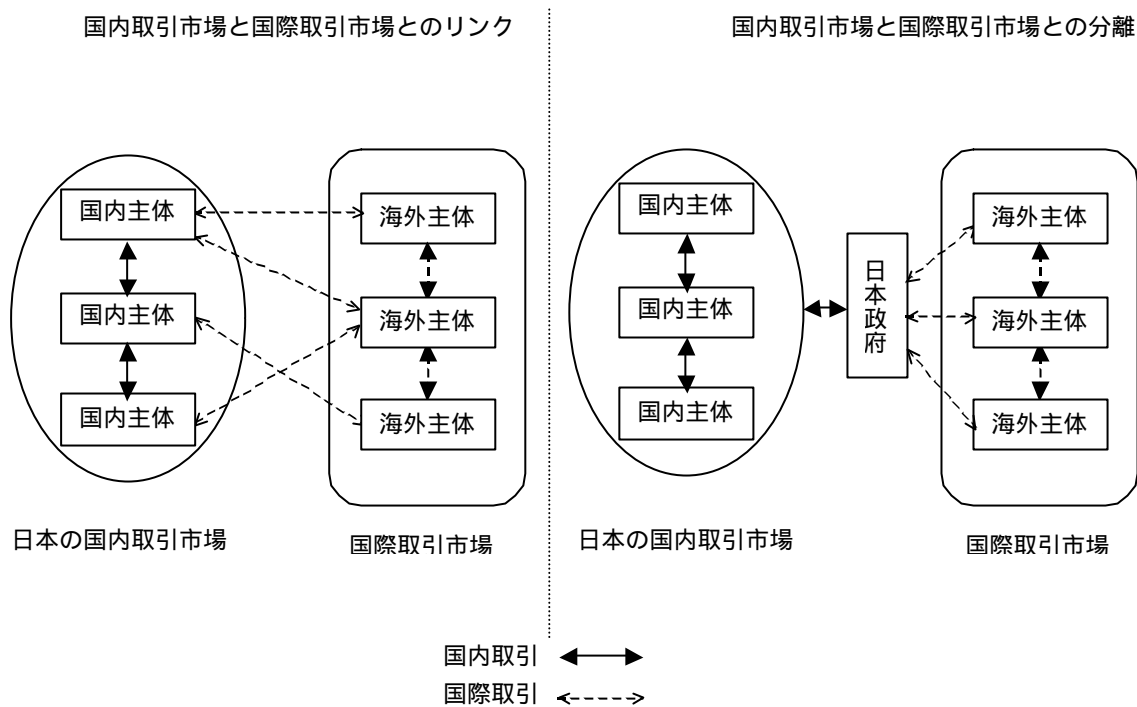 国内取引市場と国際取引市場とのリンク
国内主体
国内主体
国内主体
海外主体
海外主体
海外主体
日本の国内取引市場
国際取引市場
国内取引市場と国際取引市場との分離
国内主体
国内主体
国内主体
日本政府
海外主体
海外主体
海外主体
日本の国内取引市場
国際取引市場
国内取引
国際取引